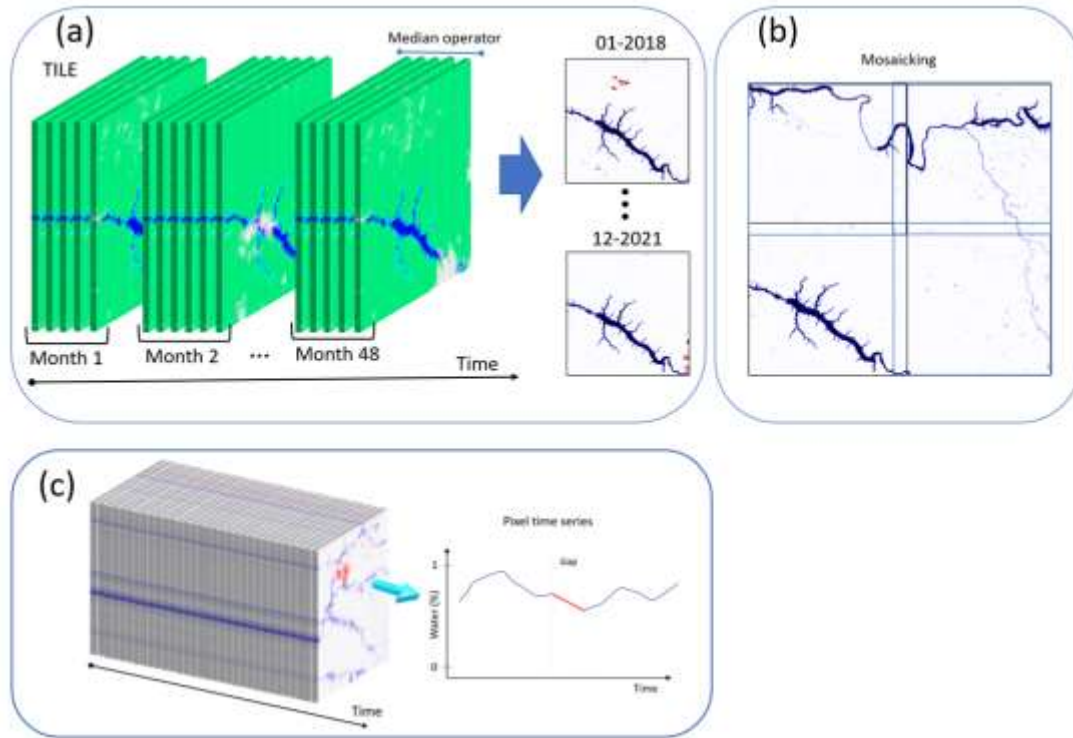 (a)
Median operator
TILE
01-2018
12-2021
Month 1
Month 2
...
Month 48
Time
(b)
Mosaicking
(c)
Time
Pixel time series
Gap
1
Water (%)
0
Time